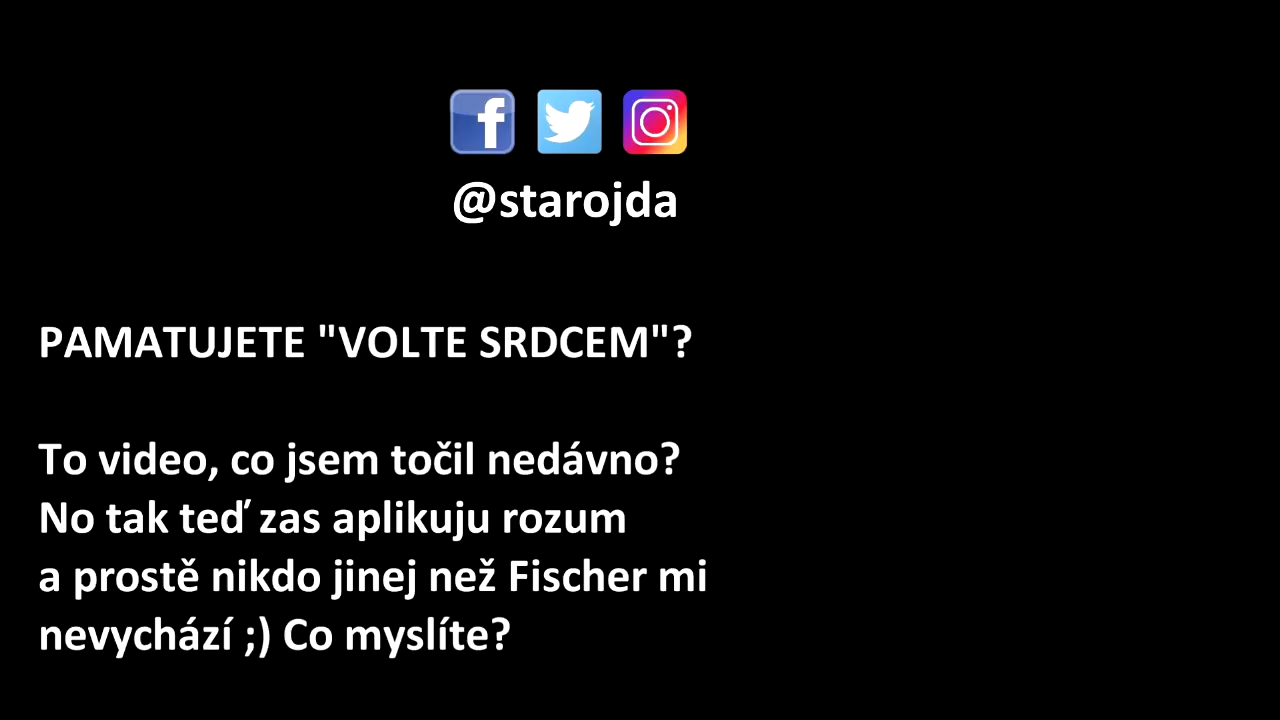 @starojda
PAMATUJETE "VOLTE SRDCEM"?
To video, co jsem točil nedávno?
No tak teď zas aplikuju rozum
a prostě nikdo jinej než Fischer mi
nevychází ;) Co myslíte?